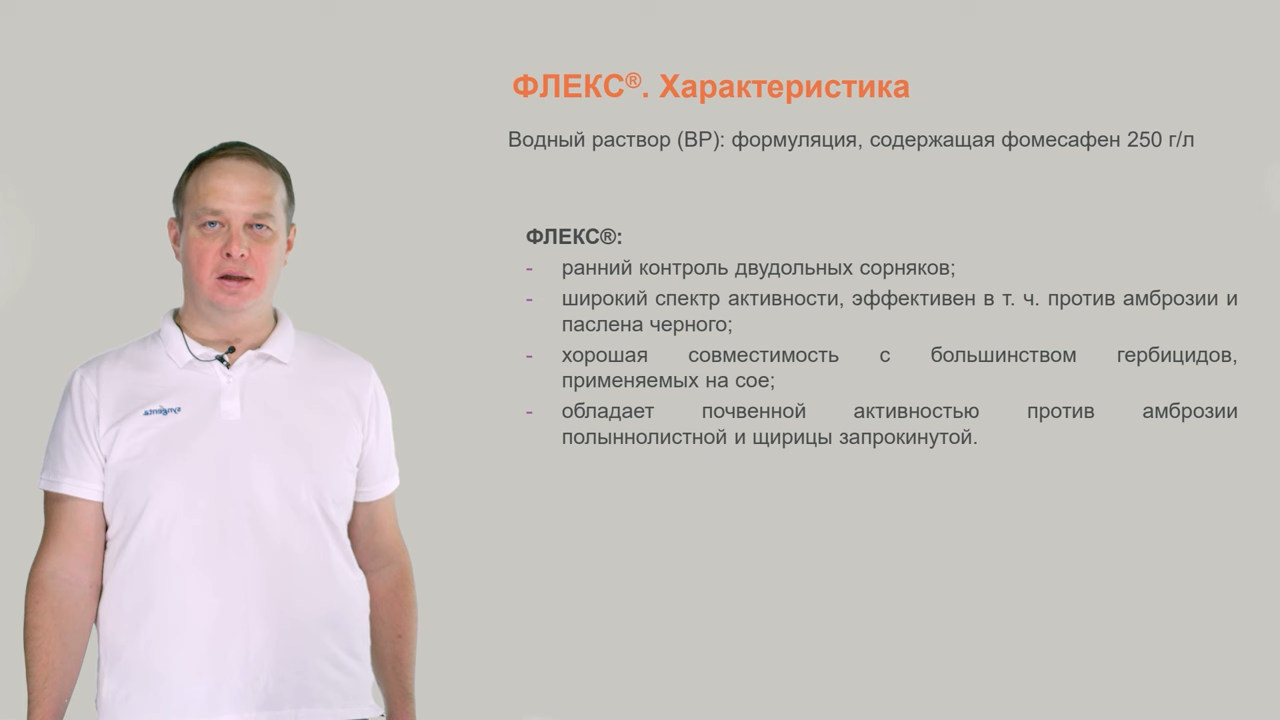 ФЛЕКС®. Характеристика
Водный раствор (ВР): формуляция, содержащая фомесафен 250 г/л
ФЛЕКС®:
- ранний контроль двудольных сорняков;
- широкий спектр активности, эффективен в т. ч. против амброзии и
паслена черного;
- хорошая совместимость с большинством гербицидов,
применяемых на сое;
- обладает почвенной активностью против амброзии
полыннолистной и щирицы запрокинутой.
syngenta